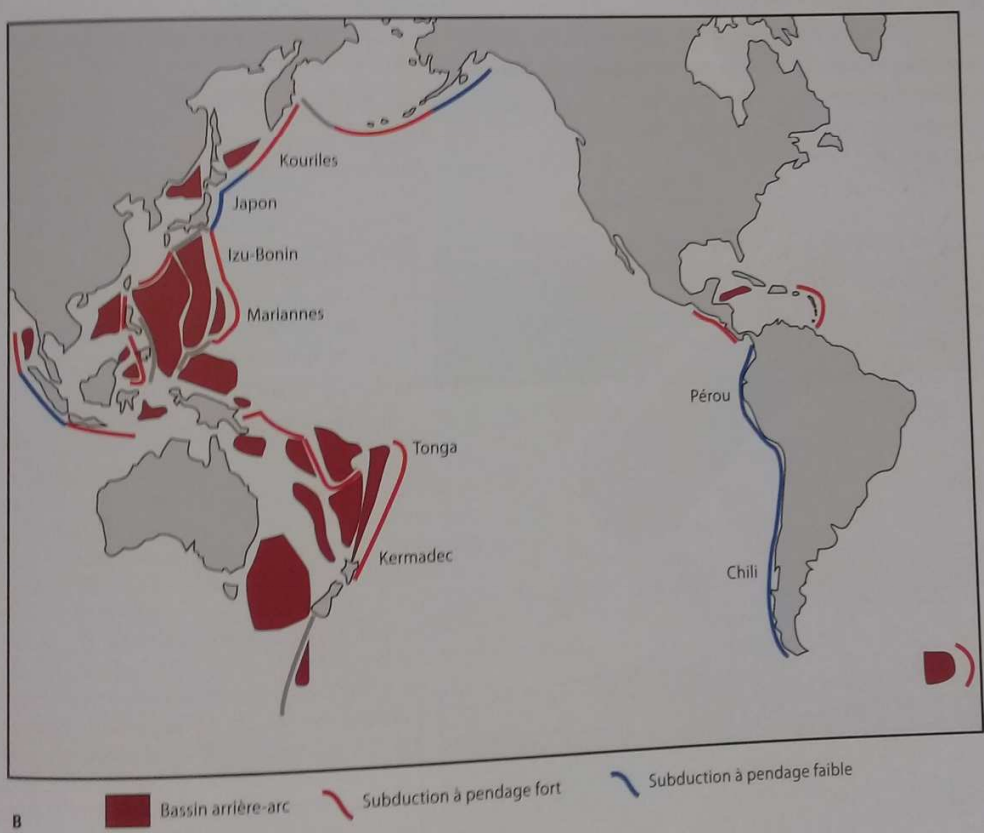 Kouriles
Japon
Izu-Bonin
Mariannes
Pérou
Tonga
Kermadec
Chili
Bassin arrière-arc
Subduction à pendage fort
Subduction à pendage faible
B